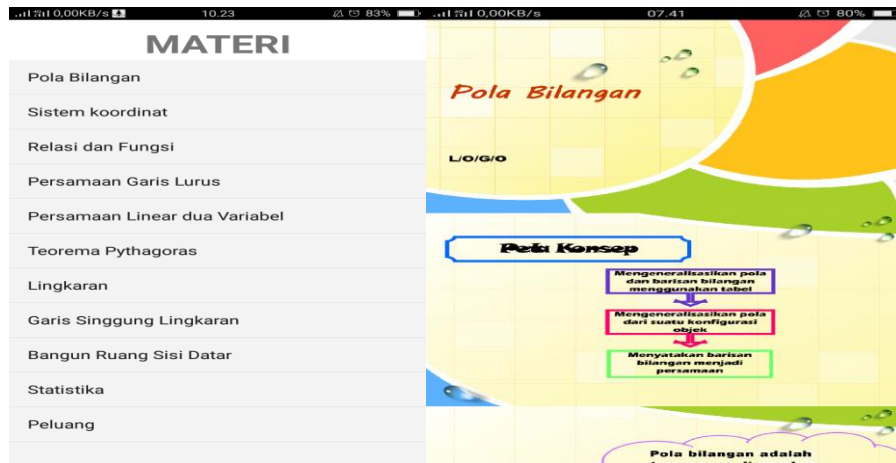 0,00KB/s 10.23 83%
MATERI
Pola Bilangan
Sistem koordinat
Relasi dan Fungsi
Persamaan Garis Lurus
Persamaan Linear dua Variabel
Teorema Pythagoras
Lingkaran
Garis Singgung Lingkaran
Bangun Ruang Sisi Datar
Statistika
Peluang
0,00KB/s 07.41 80%
Pola Bilangan
L/O/G/O
Peta Konsep
Mengeneralisasikan pola
dan barisan bilangan
menggunakan tabel
Mengeneralisasikan pola
dari suatu konfigurasi
objek
Menyatakan barisan
bilangan menjadi
persamaan
Pola bilangan adalah